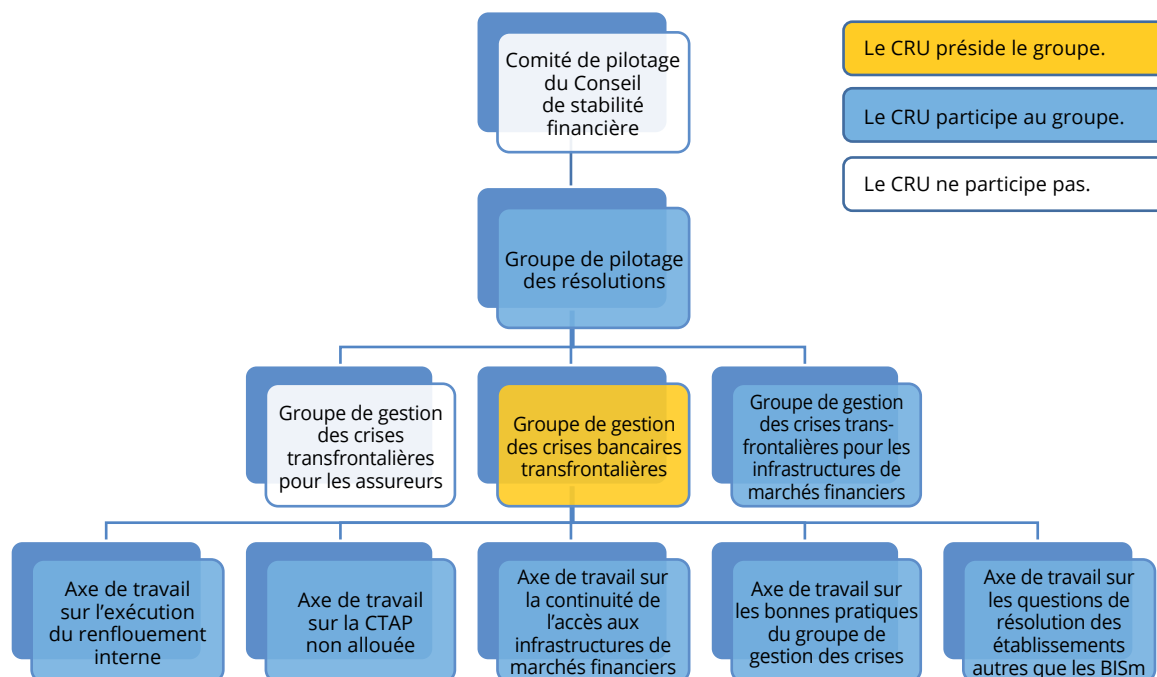 Comité de pilotage
du Conseil
de stabilité
financière
Le CRU préside le groupe.
Le CRU participe au groupe.
Le CRU ne participe pas.
Groupe de pilotage
des résolutions
Groupe de gestion
des crises
transfrontalières
pour les assureurs
Groupe de gestion
des crises bancaires
transfrontalières
Groupe de gestion
des crises trans-
frontalières pour les
infrastructures de
marchés financiers
Axe de travail
sur l’exécution
du renflouement
interne
Axe de travail
sur la CTAP
non allouée
Axe de travail sur
la continuité de
l’accès aux
infrastructures de
marchés financiers
Axe de travail sur
les bonnes pratiques
du groupe de
gestion des crises
Axe de travail sur
les questions de
résolution des
établissements
autres que les BISm